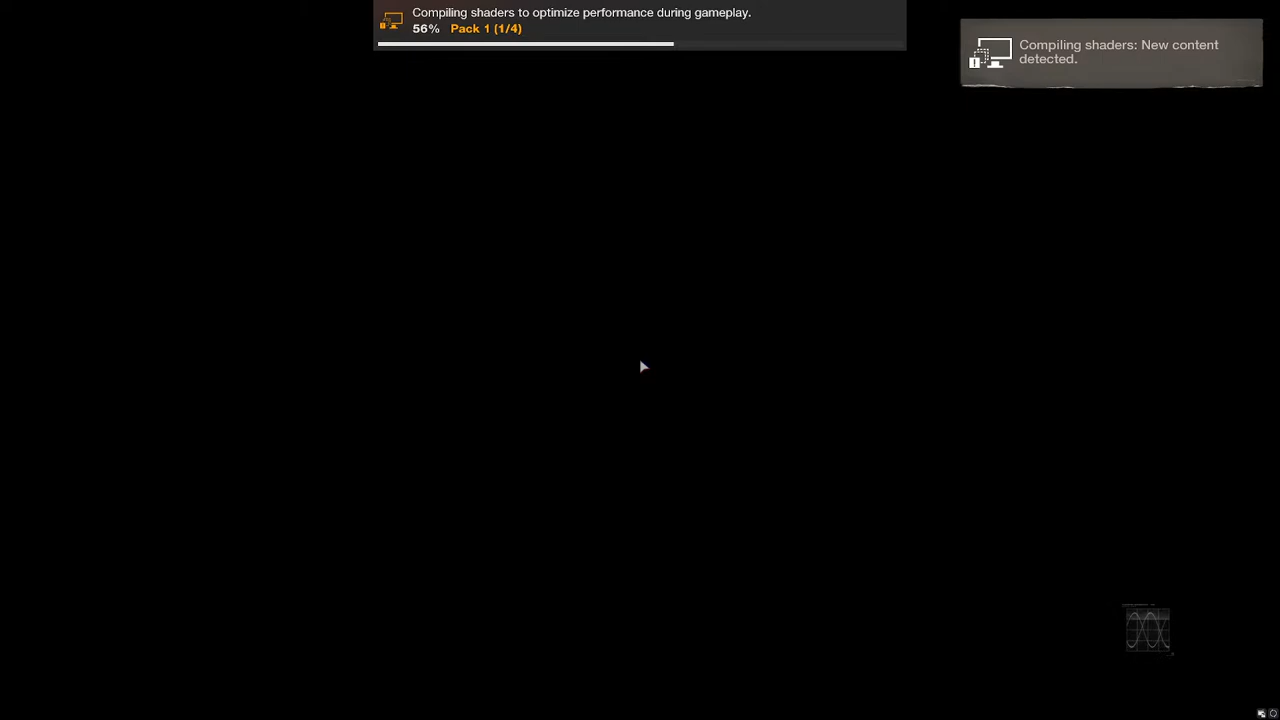 Compiling shaders to optimize performance during gameplay.
56% Pack 1 (1/4)
Compiling shaders: New content
detected.